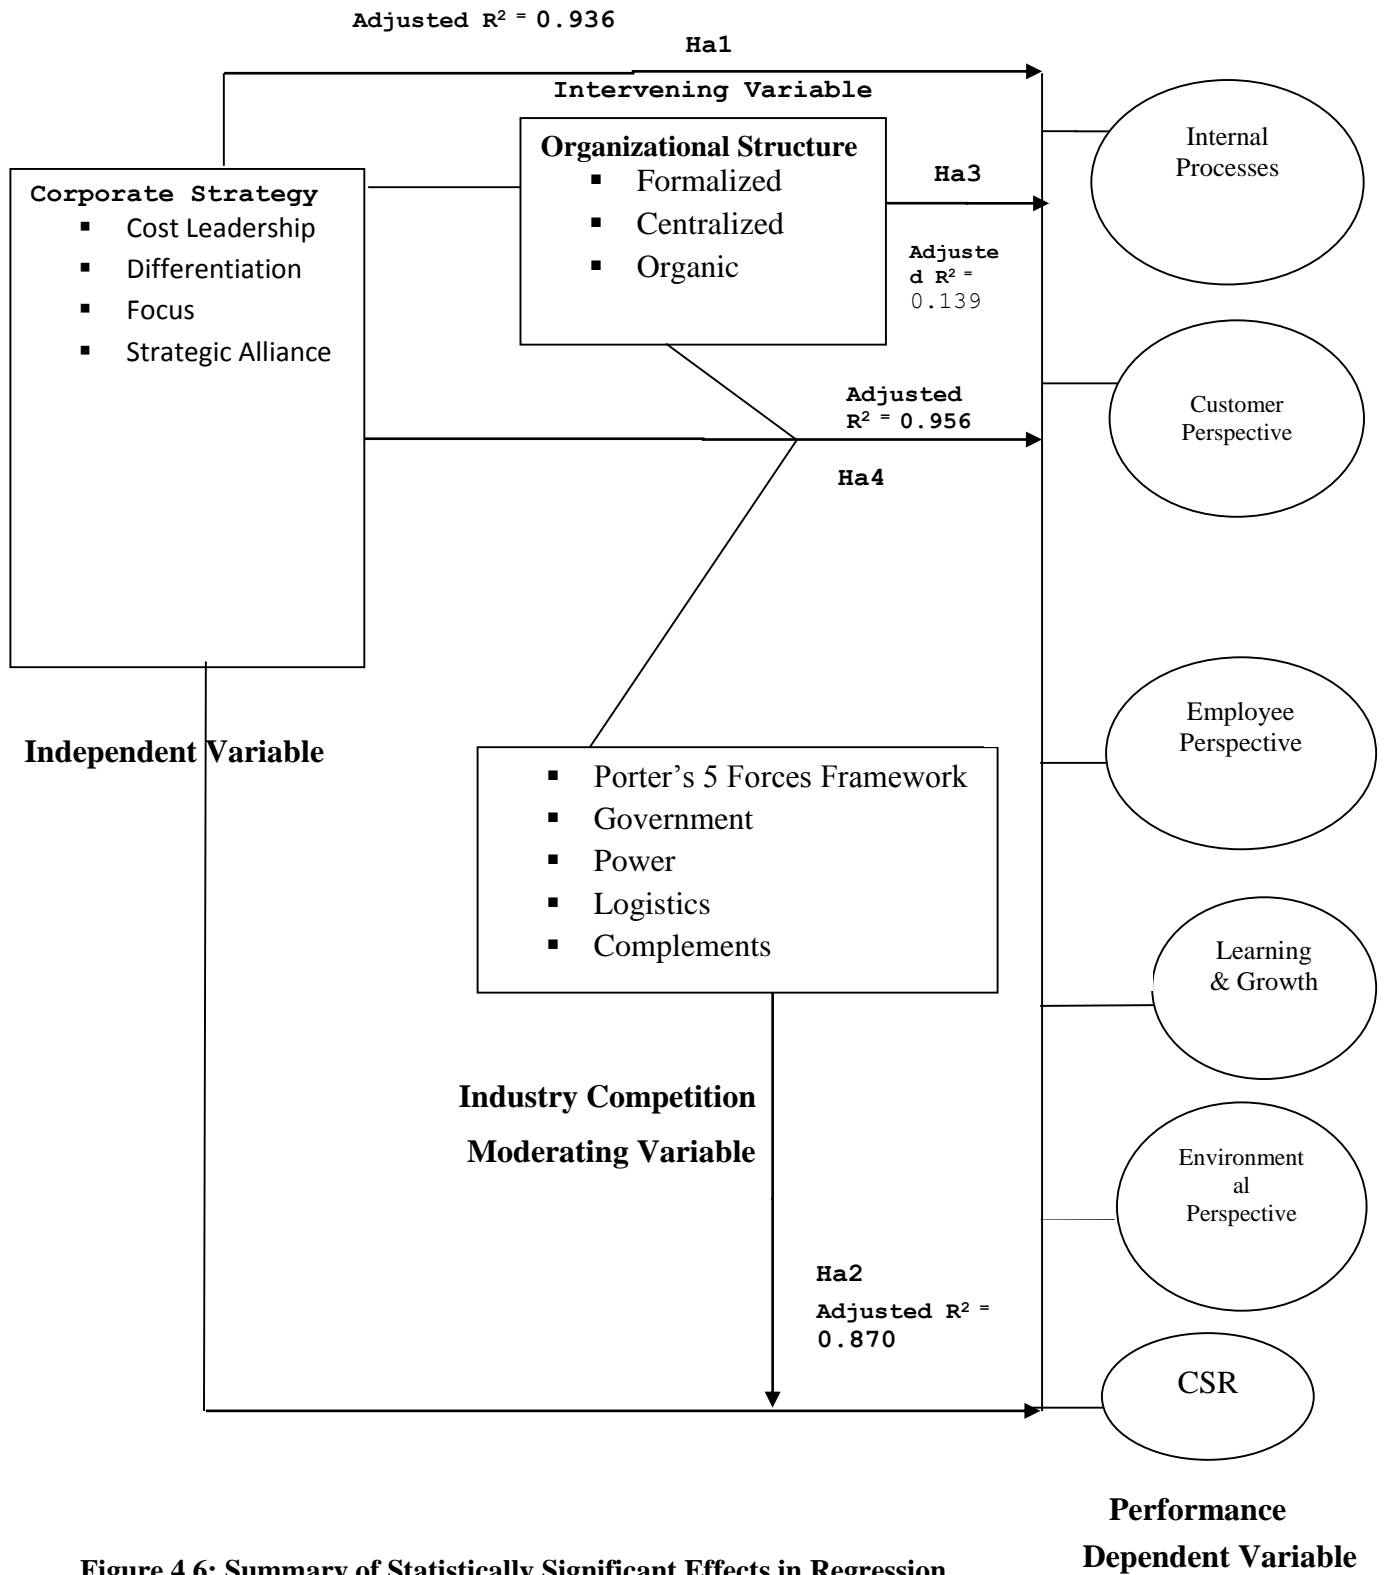 Adjusted R² = 0.936
Ha1
Intervening Variable
Organizational Structure
▪ Formalized
▪ Centralized
▪ Organic
Corporate Strategy
▪ Cost Leadership
▪ Differentiation
▪ Focus
▪ Strategic Alliance
Ha3
Adjuste
d R² =
0.139
Internal
Processes
Adjusted
R² = 0.956
Ha4
Customer
Perspective
Independent Variable
Employee
Perspective
▪ Porter’s 5 Forces Framework
▪ Government
▪ Power
▪ Logistics
▪ Complements
Learning
& Growth
Industry Competition
Moderating Variable
Environment
al
Perspective
Ha2
Adjusted R² =
0.870
CSR
Performance
Dependent Variable
Figure 4.6: Summary of Statistically Significant Effects in Regression